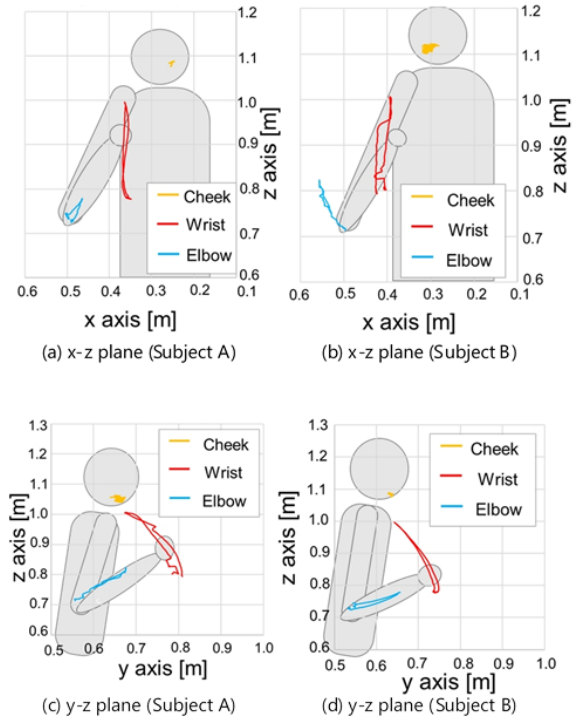 1.2
1.1
1.0
0.9
0.8
0.7
0.6
z axis [m]
Cheek
Wrist
Elbow
0.6 0.5 0.4 0.3 0.2
x axis [m]
(a) x-z plane (Subject A)
1.2
1.1
1.0
0.9
0.8
0.7
0.6
z axis [m]
Cheek
Wrist
Elbow
0.6 0.5 0.4 0.3 0.2 0.1
x axis [m]
(b) x-z plane (Subject B)
1.3
1.2
1.1
1.0
0.9
0.8
0.7
0.6
z axis [m]
Cheek
Wrist
Elbow
0.5 0.6 0.7 0.8 0.9 1.0
y axis [m]
(c) y-z plane (Subject A)
1.3
1.2
1.1
1.0
0.9
0.8
0.7
0.6
z axis [m]
Cheek
Wrist
Elbow
0.5 0.6 0.7 0.8 0.9 1.0
y axis [m]
(d) y-z plane (Subject B)